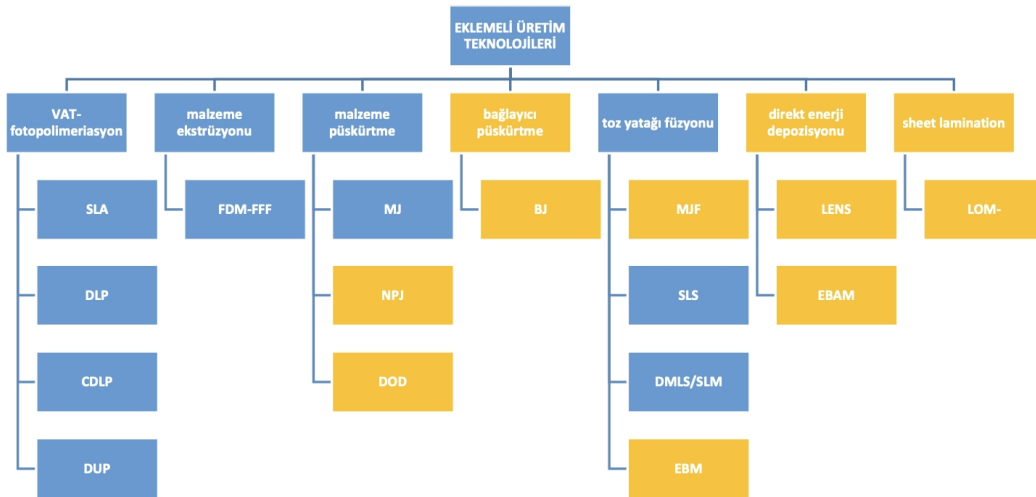 EKLEMELİ ÜRETİM
TEKNOLOJİLERİ
VAT-
fotopolimeriasyon
malzeme
ekstrüzyonu
malzeme
püskürtme
bağlayıcı
püskürtme
toz yatağı füzyonu
direkt enerji
depozisyonu
sheet lamination
SLA
FDM-FFF
MJ
BJ
MJF
LENS
LOM-
DLP
NPJ
SLS
EBAM
CDLP
DOD
DMLS/SLM
DUP
EBM